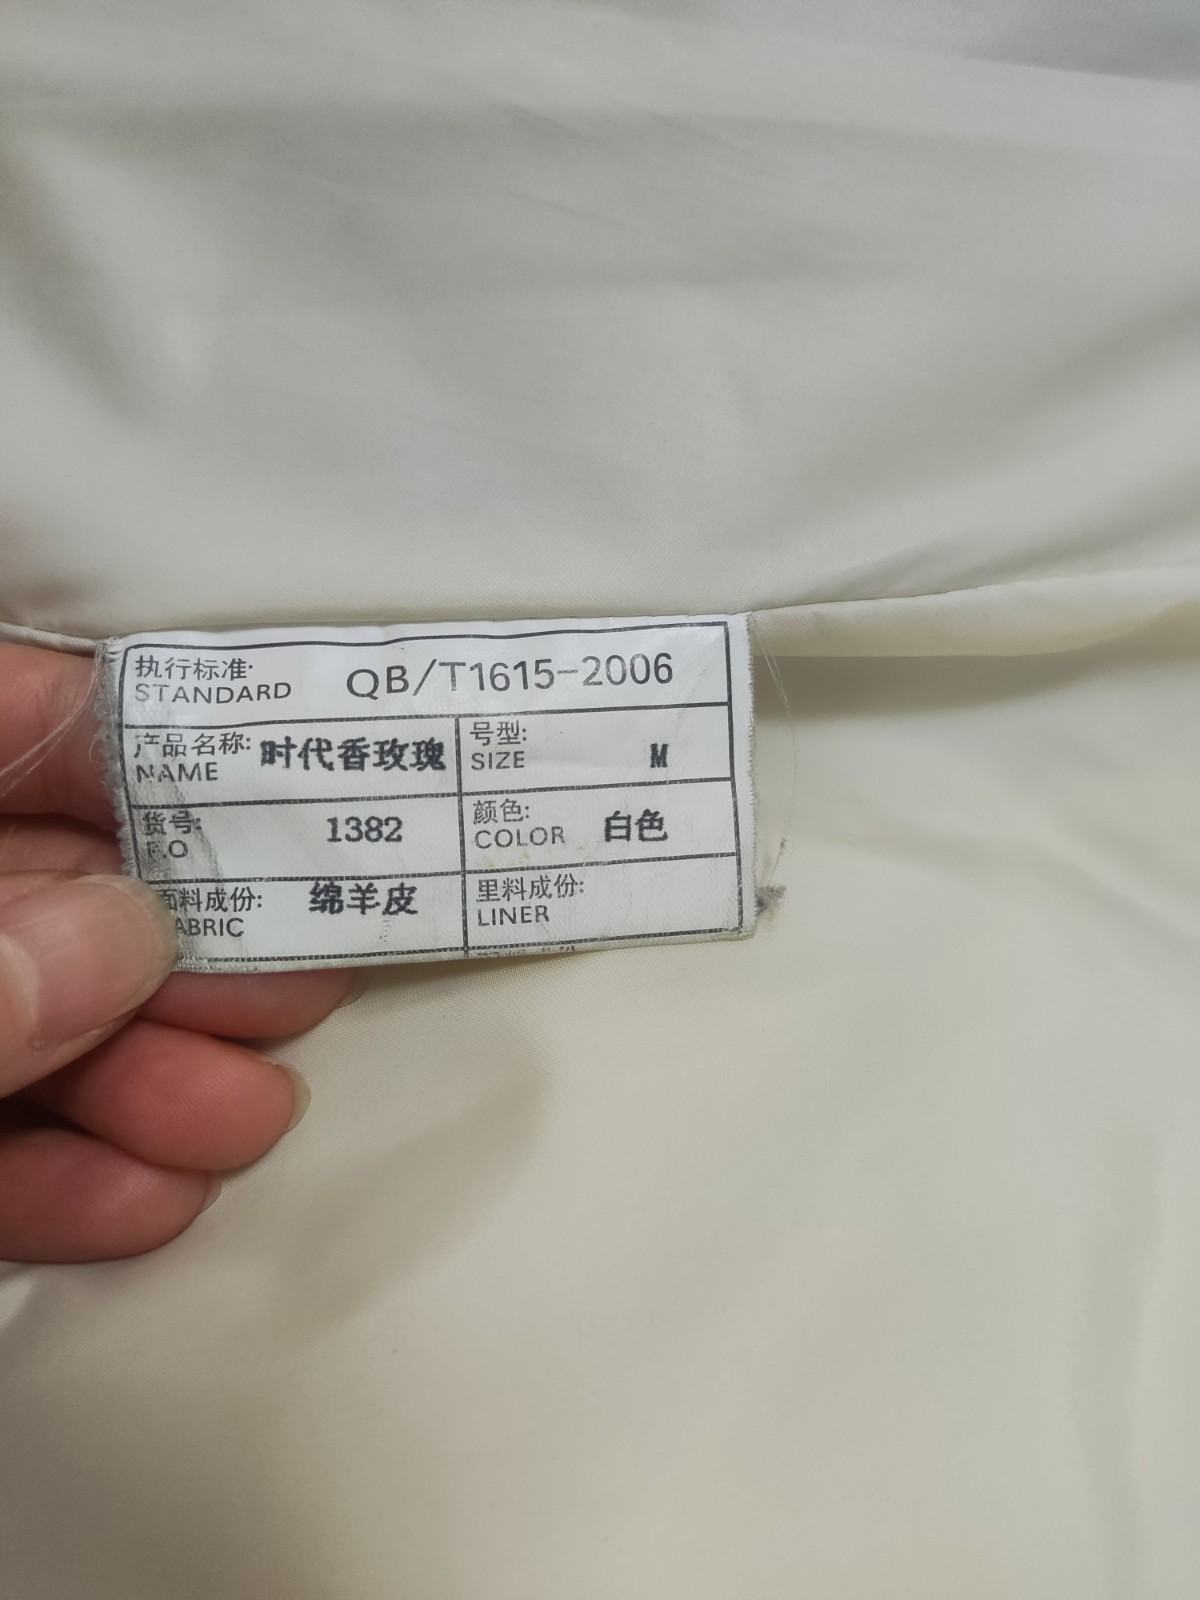 执行标准:
STANDARD QB/T1615-2006
产品名称: 时代香玫瑰
NAME
号型:
SIZE M
货号: 1382
.O
颜色:
COLOR 白色
面料成份: 绵羊皮
ABRIC
里料成份:
LINER